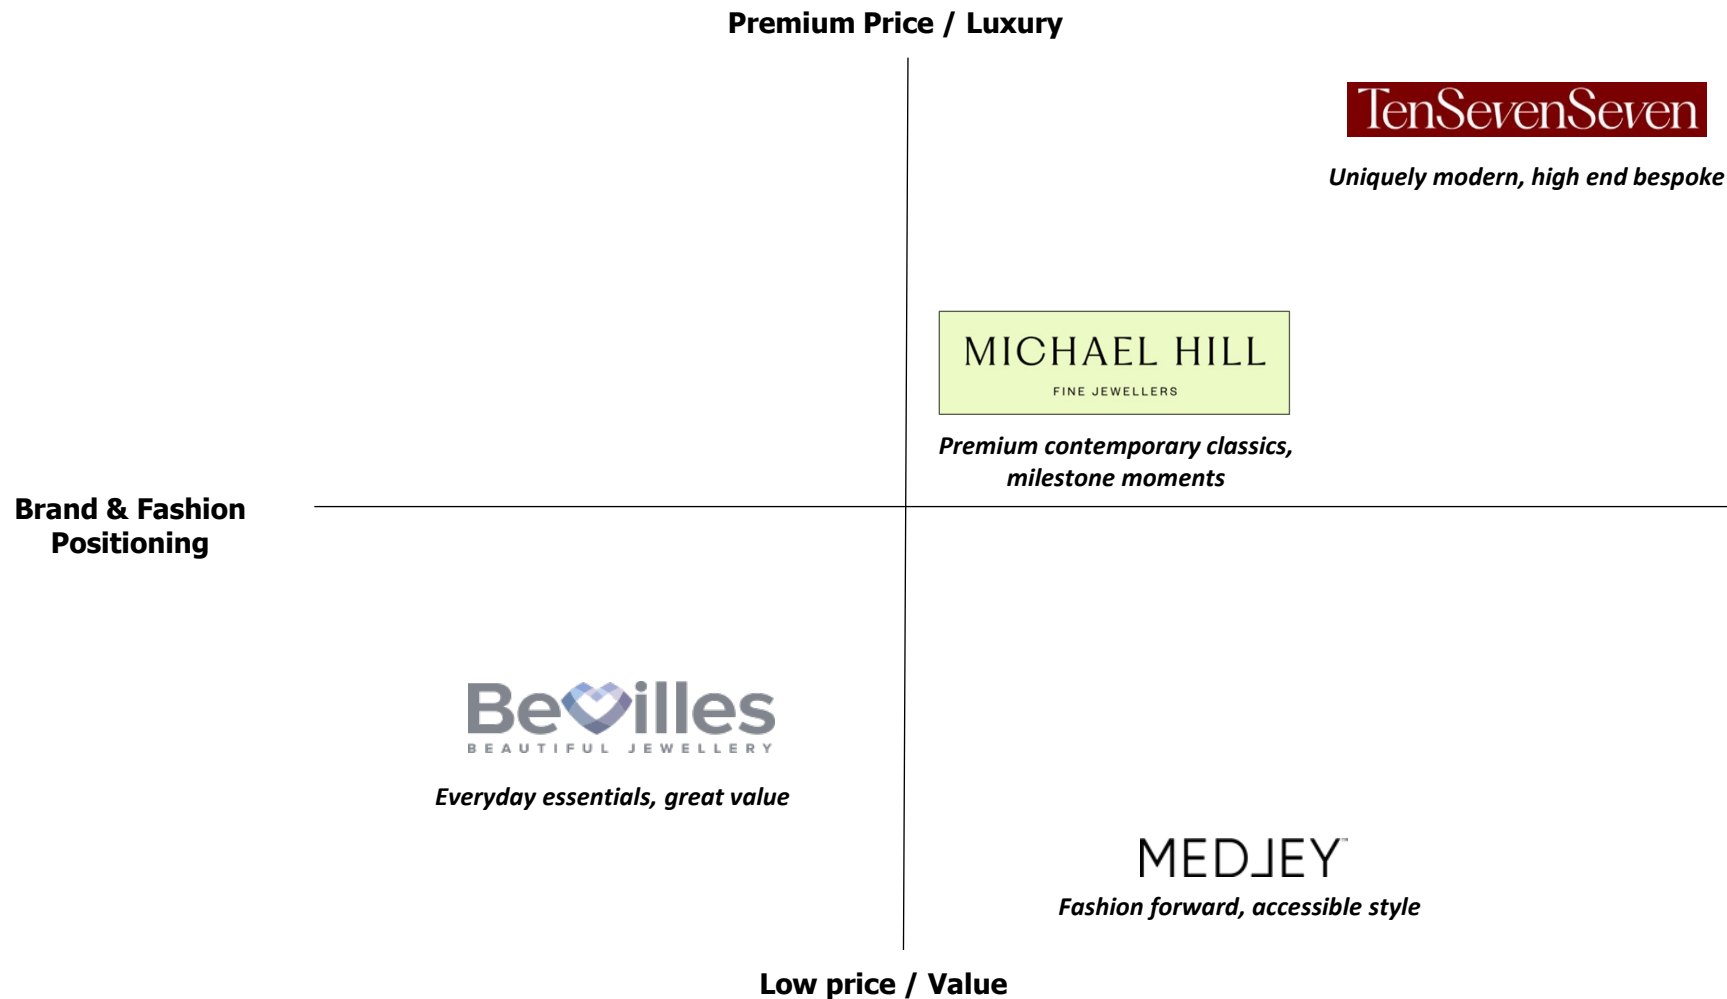 Premium Price / Luxury
TenSevenSeven
Uniquely modern, high end bespoke
MICHAEL HILL
FINE JEWELLERS
Premium contemporary classics,
milestone moments
Brand & Fashion
Positioning
Bevilles
BEAUTIFUL JEWELLERY
Everyday essentials, great value
MEDLEY™
Fashion forward, accessible style
Low price / Value